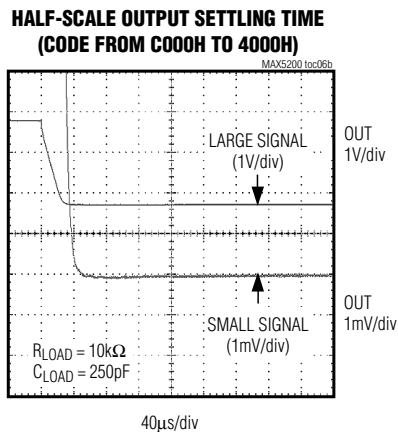 HALF-SCALE OUTPUT SETTLING TIME
(CODE FROM C000H TO 4000H)
MAX5200 toc06b
LARGE SIGNAL
(1V/div)
OUT
1V/div
SMALL SIGNAL
(1mV/div)
OUT
1mV/div
RLOAD = 10kΩ
CLOAD = 250pF
40µs/div